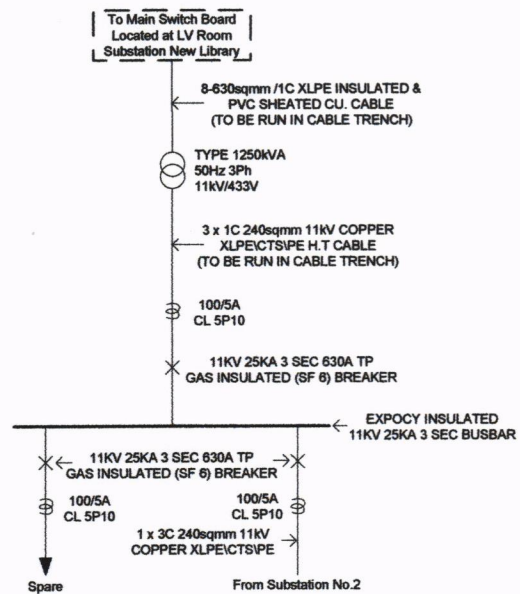 To Main Switch Board
Located at LV Room
Substation New Library
8-630sqmm /1C XLPE INSULATED &
PVC SHEATED CU. CABLE
(TO BE RUN IN CABLE TRENCH)
TYPE 1250kVA
50Hz 3Ph
11kV/433V
3 x 1C 240sqmm 11kV COPPER
XLPE\CTS\PE H.T CABLE
(TO BE RUN IN CABLE TRENCH)
100/5A
CL 5P10
11KV 25KA 3 SEC 630A TP
GAS INSULATED (SF 6) BREAKER
EXPOCY INSULATED
11KV 25KA 3 SEC BUSBAR
11KV 25KA 3 SEC 630A TP
GAS INSULATED (SF 6) BREAKER
100/5A
CL 5P10
100/5A
CL 5P10
1 x 3C 240sqmm 11kV
COPPER XLPE\CTS\PE
Spare
From Substation No.2